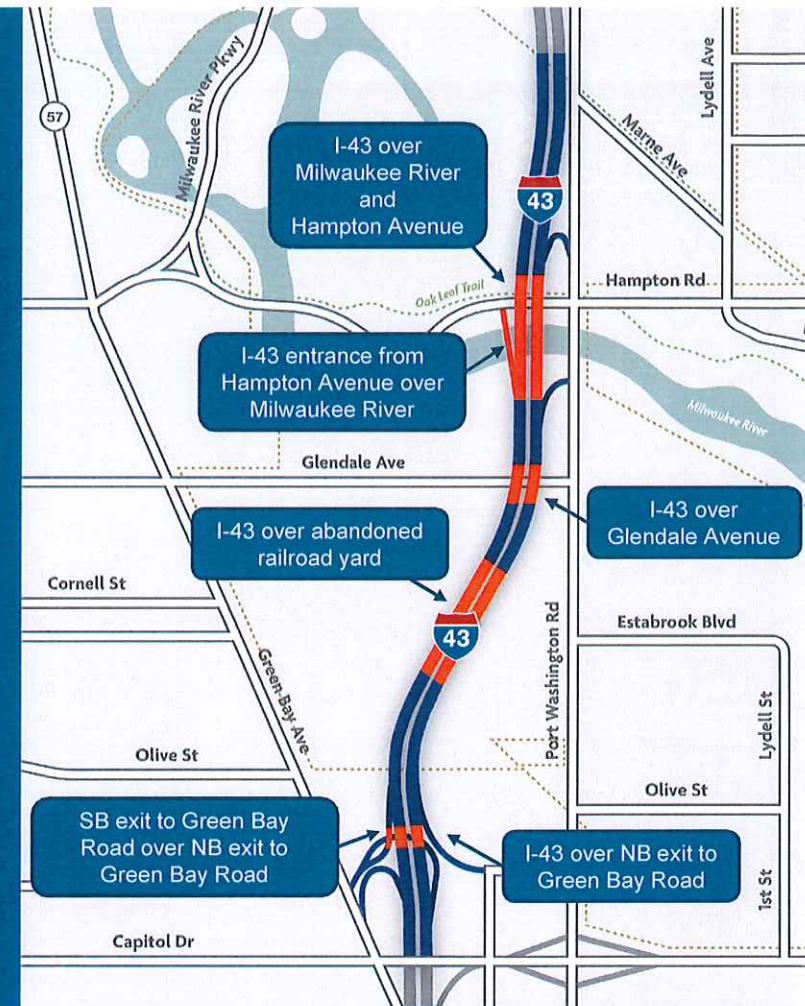 57
Milwaukee River Pkwy
Lydell Ave
Marne Ave
I-43 over
Milwaukee River
and
Hampton Avenue
43
Oak Leaf Trail
Hampton Rd
I-43 entrance from
Hampton Avenue over
Milwaukee River
Milwaukee River
Glendale Ave
I-43 over
Glendale Avenue
I-43 over abandoned
railroad yard
Cornell St
43
Port Washington Rd
Estabrook Blvd
Green Bay Ave
Lydell St
Olive St
Olive St
SB exit to Green Bay
Road over NB exit to
Green Bay Road
I-43 over NB exit to
Green Bay Road
1st St
Capitol Dr